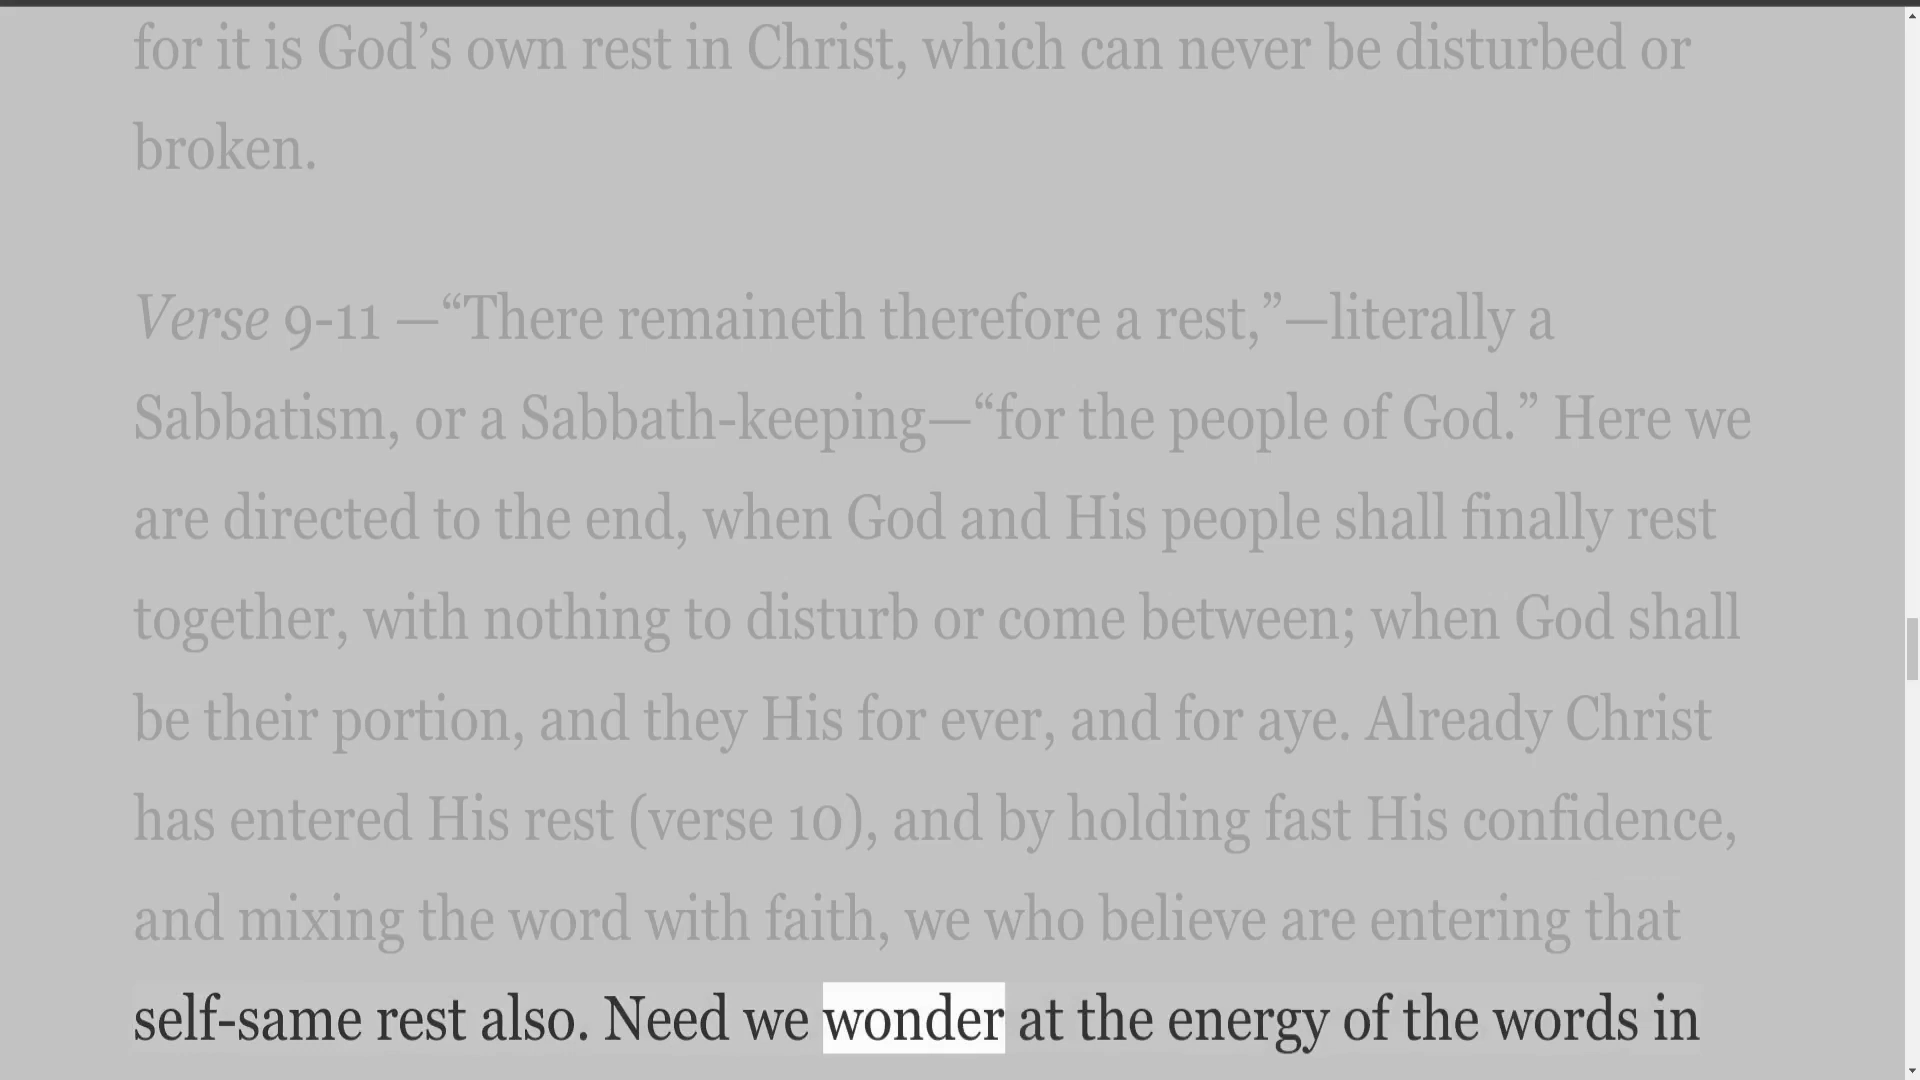 for it is God’s own rest in Christ, which can never be disturbed or
broken.
Verse 9-11 —“There remaineth therefore a rest,”—literally a
Sabbatism, or a Sabbath-keeping—“for the people of God.” Here we
are directed to the end, when God and His people shall finally rest
together, with nothing to disturb or come between; when God shall
be their portion, and they His for ever, and for aye. Already Christ
has entered His rest (verse 10), and by holding fast His confidence,
and mixing the word with faith, we who believe are entering that
self-same rest also. Need we wonder at the energy of the words in